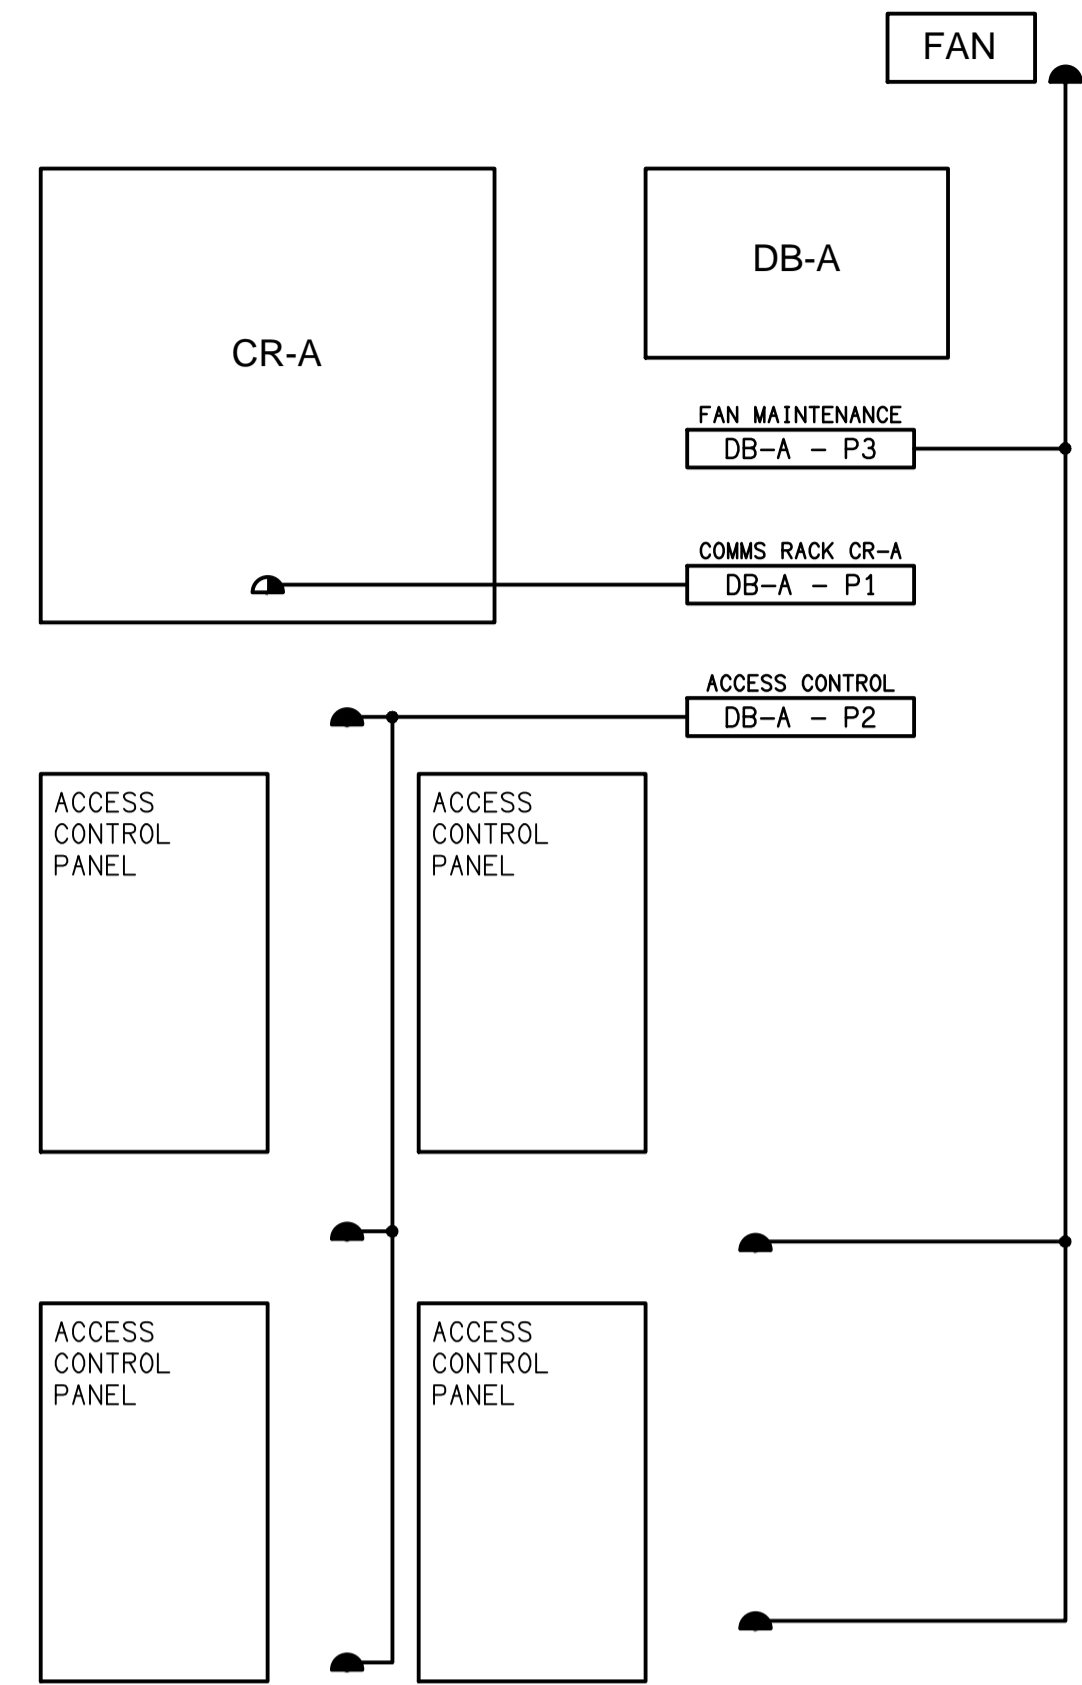 FAN
DB-A
CR-A
FAN MAINTENANCE
DB-A - P3
COMMS RACK CR-A
DB-A - P1
ACCESS CONTROL
DB-A - P2
ACCESS
CONTROL
PANEL
ACCESS
CONTROL
PANEL
ACCESS
CONTROL
PANEL
ACCESS
CONTROL
PANEL